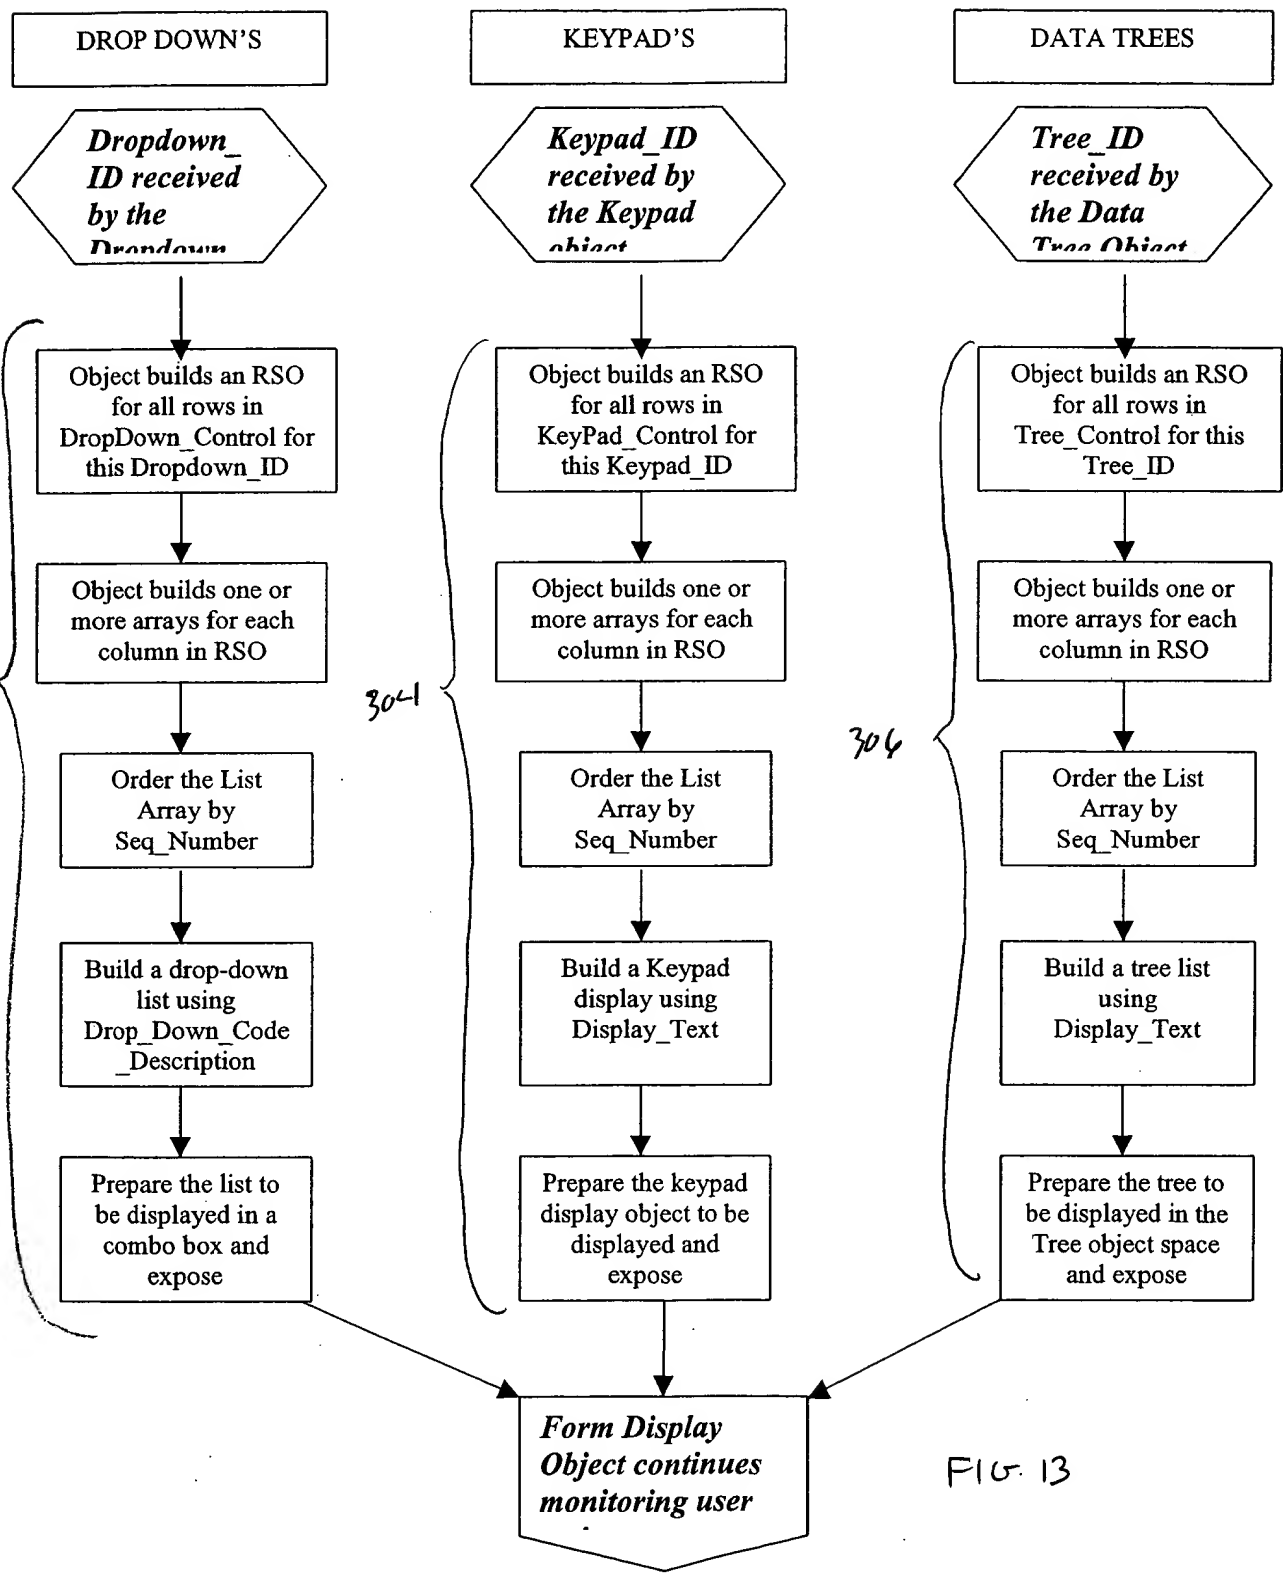 DROP DOWN'S
Dropdown_
ID received
by the
Dropdown
Object builds an RSO
for all rows in
DropDown_Control for
this Dropdown_ID
Object builds one or
more arrays for each
column in RSO
Order the List
Array by
Seq_Number
Build a drop-down
list using
Drop_Down_Code
_Description
Prepare the list to
be displayed in a
combo box and
expose
KEYPAD'S
Keypad_ID
received by
the Keypad
object
Object builds an RSO
for all rows in
KeyPad_Control for
this Keypad_ID
Object builds one or
more arrays for each
column in RSO
304
Order the List
Array by
Seq_Number
Build a Keypad
display using
Display_Text
Prepare the keypad
display object to be
displayed and
expose
DATA TREES
Tree_ID
received by
the Data
Tree Object
Object builds an RSO
for all rows in
Tree_Control for this
Tree_ID
Object builds one or
more arrays for each
column in RSO
306
Order the List
Array by
Seq_Number
Build a tree list
using
Display_Text
Prepare the tree to
be displayed in the
Tree object space
and expose
Form Display
Object continues
monitoring user
FIG. 13